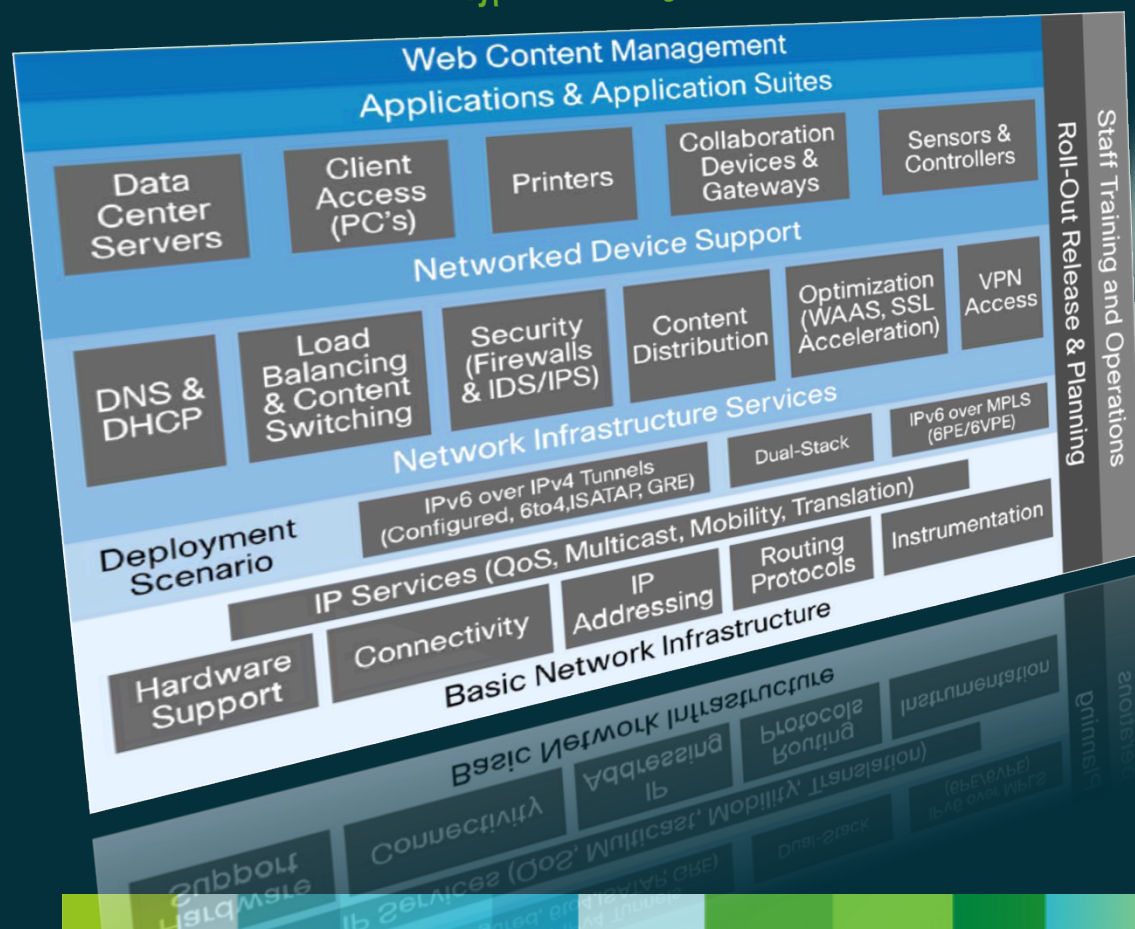 Web Content Management
Applications & Application Suites
Data
Center
Servers
Client
Access
(PC's)
Printers
Collaboration
Devices &
Gateways
Sensors &
Controllers
Networked Device Support
DNS &
DHCP
Load
Balancing
& Content
Switching
Security
(Firewalls
& IDS/IPS)
Content
Distribution
Optimization
(WAAS, SSL
Acceleration)
VPN
Access
Network Infrastructure Services
Deployment
Scenario
IPv6 over IPv4 Tunnels
(Configured, 6to4,ISATAP, GRE)
Dual-Stack
IPv6 over MPLS
(6PE/6VPE)
IP Services (QoS, Multicast, Mobility, Translation)
Hardware
Support
Connectivity
IP
Addressing
Routing
Protocols
Instrumentation
Basic Network Infrastructure
Roll-Out Release & Planning
Staff Training and Operations